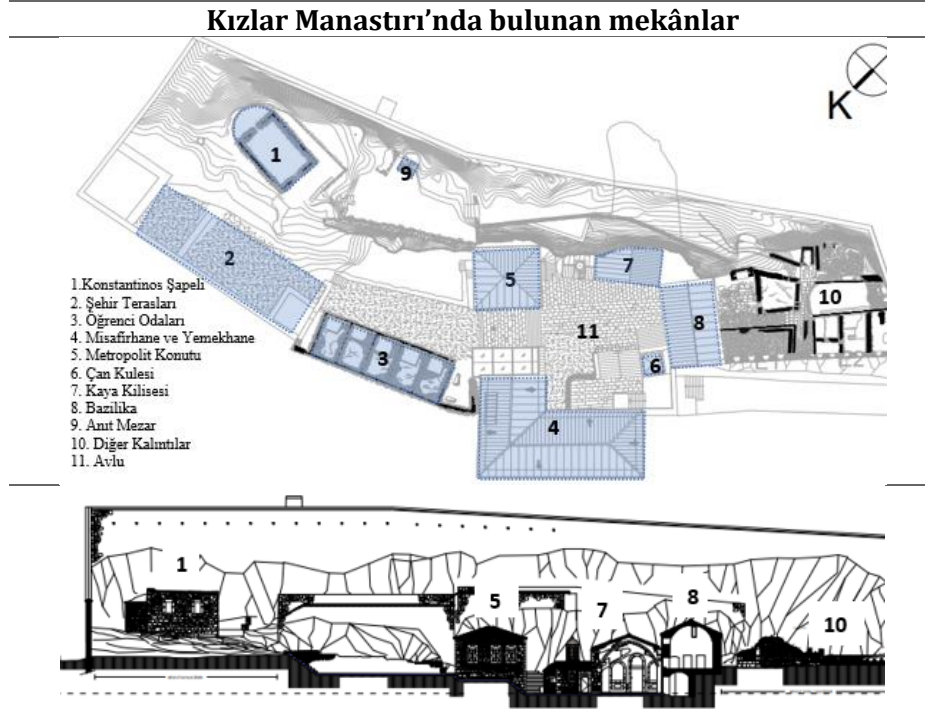 Kızlar Manastırı’nda bulunan mekânlar
K
1
9
2
5
7
10
1.Konstantinos Şapeli
2. Şehir Terasları
3. Öğrenci Odaları
4. Misafirhane ve Yemekhane
5. Metropolit Konutu
6. Çan Kulesi
7. Kaya Kilisesi
8. Bazilika
9. Anıt Mezar
10. Diğer Kalıntılar
11. Avlu
11
8
3
6
4
1
5
7
8
10